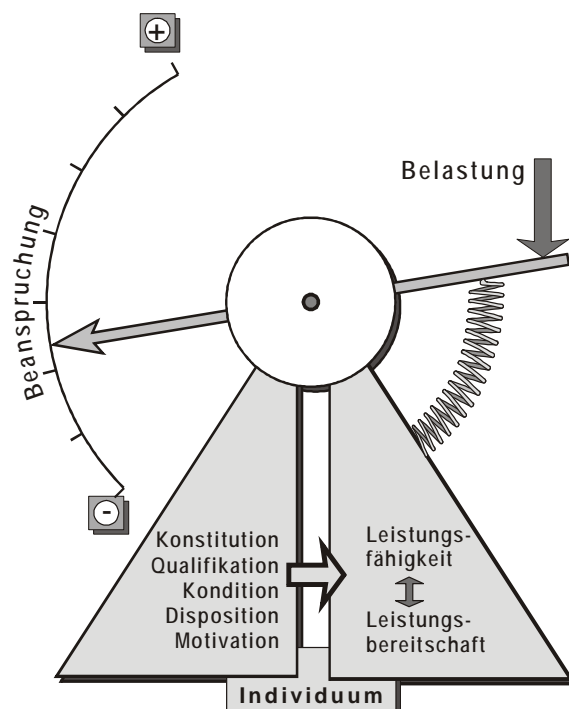 +
Belastung
Beanspruchung
-
Konstitution
Qualifikation
Kondition
Disposition
Motivation
Leistungs-
fähigkeit
Leistungs-
bereitschaft
Individuum